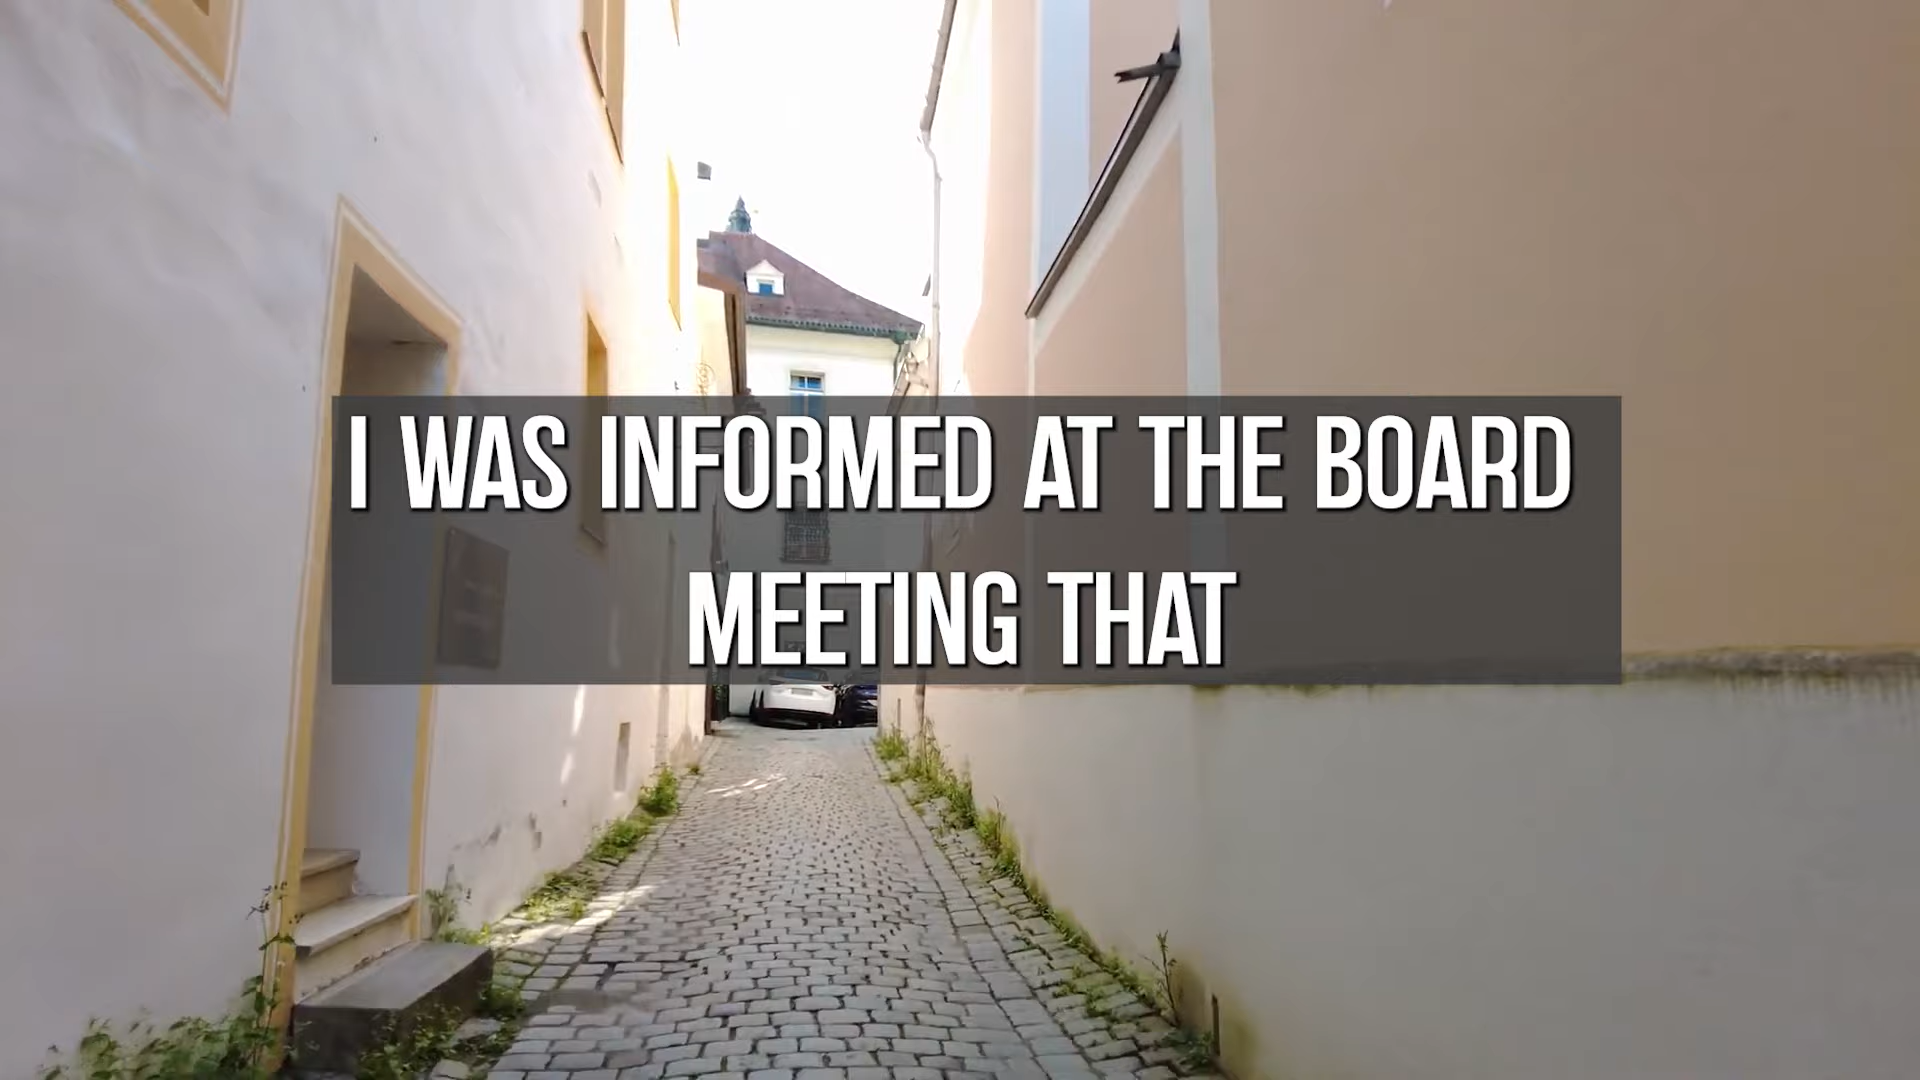 I WAS INFORMED AT THE BOARD
MEETING THAT